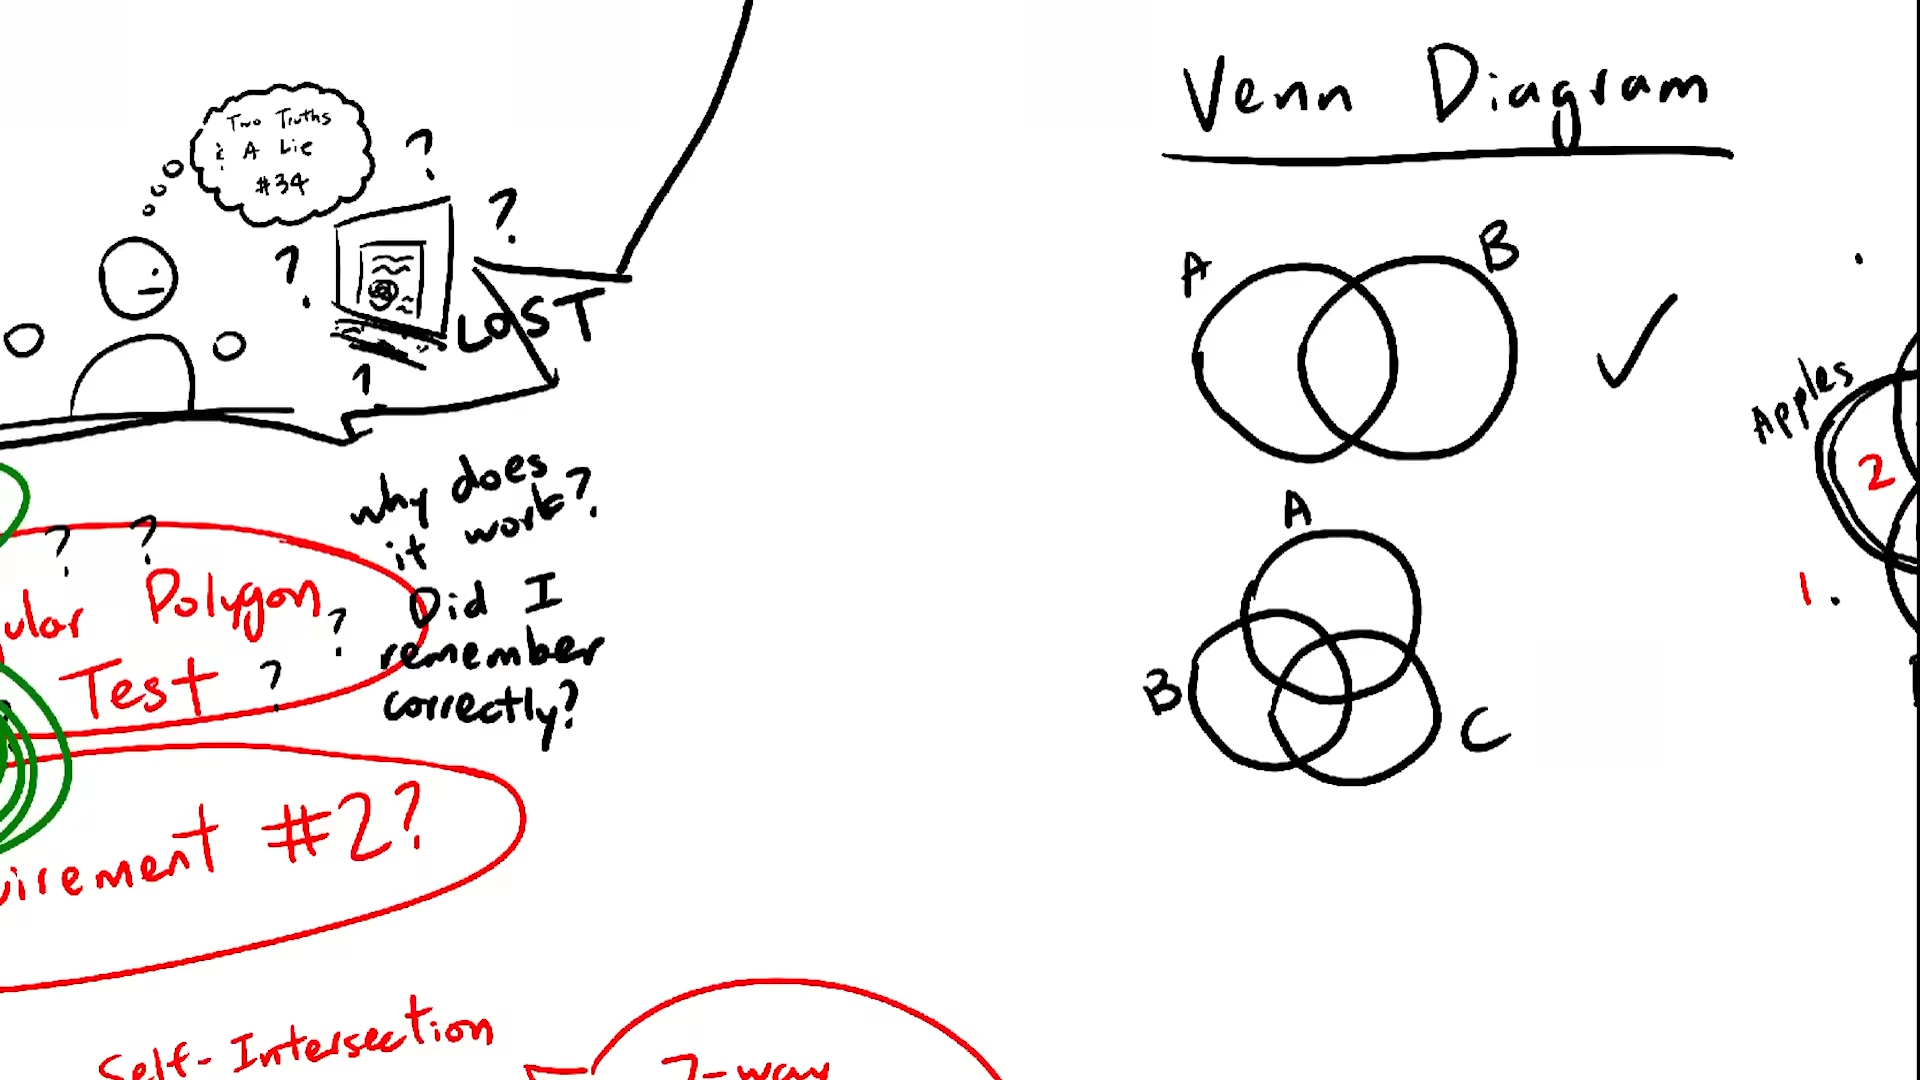 Two Truths
& A Lie
#34
?
?
?
?
LOST
why does
it work?
Did I
remember
correctly?
? ?
Polygon
?
Test ?
#2?
Self-Intersection
Venn Diagram
A
B
A
B
C
Apples
2
1.